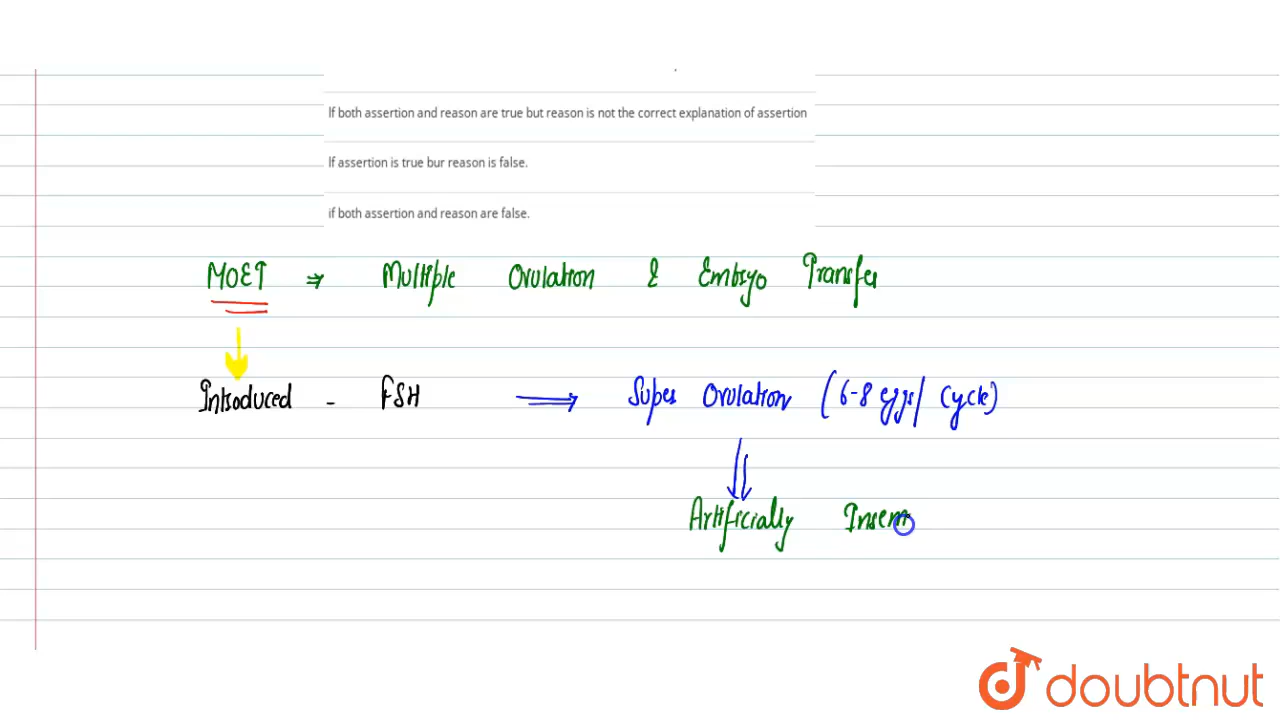 If both assertion and reason are true but reason is not the correct explanation of assertion
If assertion is true bur reason is false.
if both assertion and reason are false.
MOET ⇒ Multiple Ovulation & Embryo Transfer
Introduced - FSH ⟹ Super Ovulation (6-8 eggs/ Cycle)
Artificially Insem
doubtnut